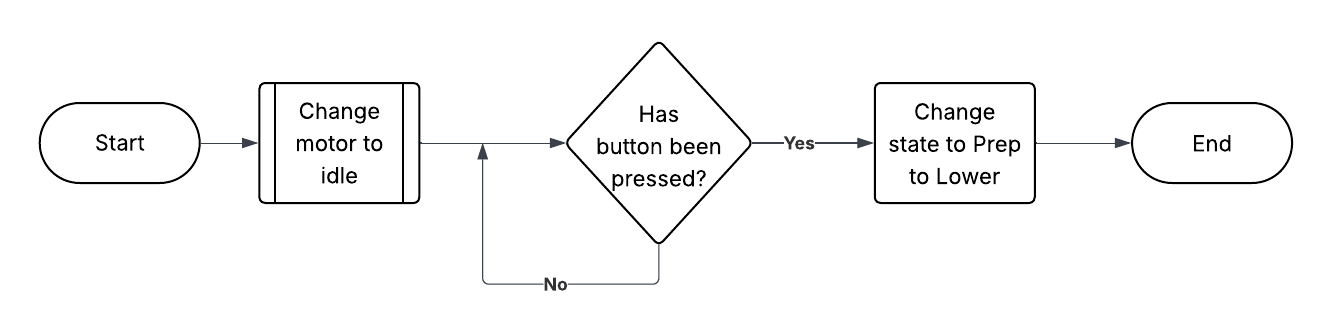 Start
Change
motor to
idle
Has
button been
pressed?
Yes
Change
state to Prep
to Lower
End
No